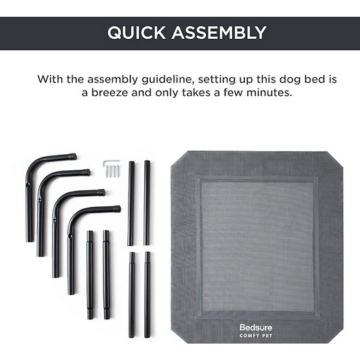 QUICK ASSEMBLY
With the assembly guideline, setting up this dog bed is
a breeze and only takes a few minutes.
Bedsure
COMFY PET